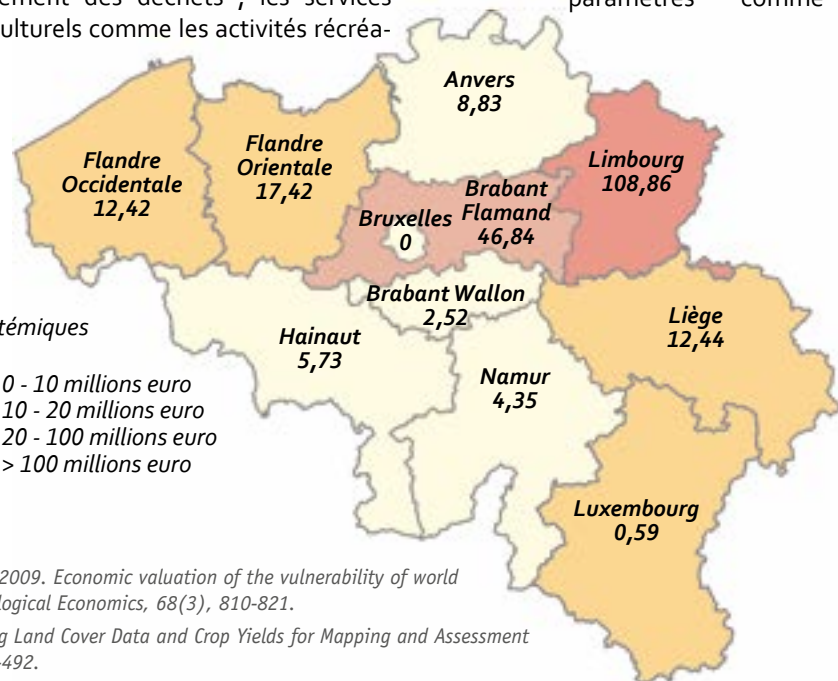 ement des déchets ; les services
ulturels comme les activités récréa-
paramètres comme
Anvers
8,83
Flandre
Occidentale
12,42
Flandre
Orientale
17,42
Limbourg
108,86
Bruxelles
0
Brabant
Flamand
46,84
Brabant Wallon
2,52
Hainaut
5,73
Liège
12,44
Namur
4,35
Luxembourg
0,59
témiques
0 - 10 millions euro
10 - 20 millions euro
20 - 100 millions euro
> 100 millions euro
2009. Economic valuation of the vulnerability of world
logical Economics, 68(3), 810-821.
g Land Cover Data and Crop Yields for Mapping and Assessment
-492.